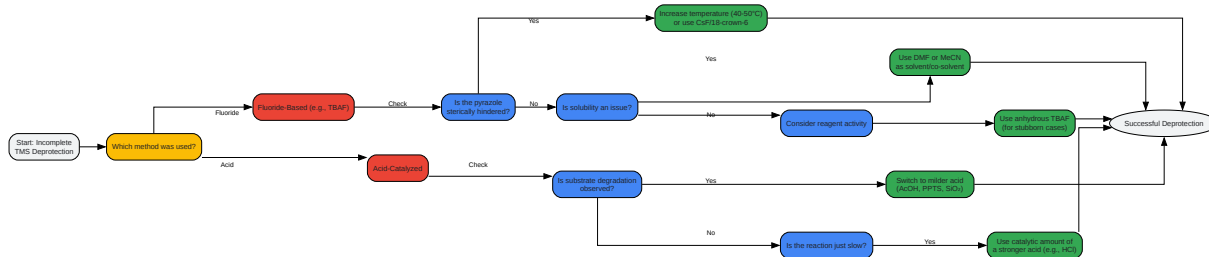 Increase temperature (40-50°C)
or use CsF/18-crown-6
Yes
Yes
Use DMF or MeCN
as solvent/co-solvent
Fluoride-Based (e.g., TBAF)
Check
Is the pyrazole
sterically hindered?
No
Is solubility an issue?
No
Consider reagent activity
Use anhydrous TBAF
(for stubborn cases)
Successful Deprotection
Fluoride
Start: Incomplete
TMS Deprotection
Which method was used?
Acid
Acid-Catalyzed
Check
Is substrate degradation
observed?
Yes
Switch to milder acid
(AcOH, PPTS, SiO₂)
No
Is the reaction just slow?
Yes
Use catalytic amount of
a stronger acid (e.g., HCl)